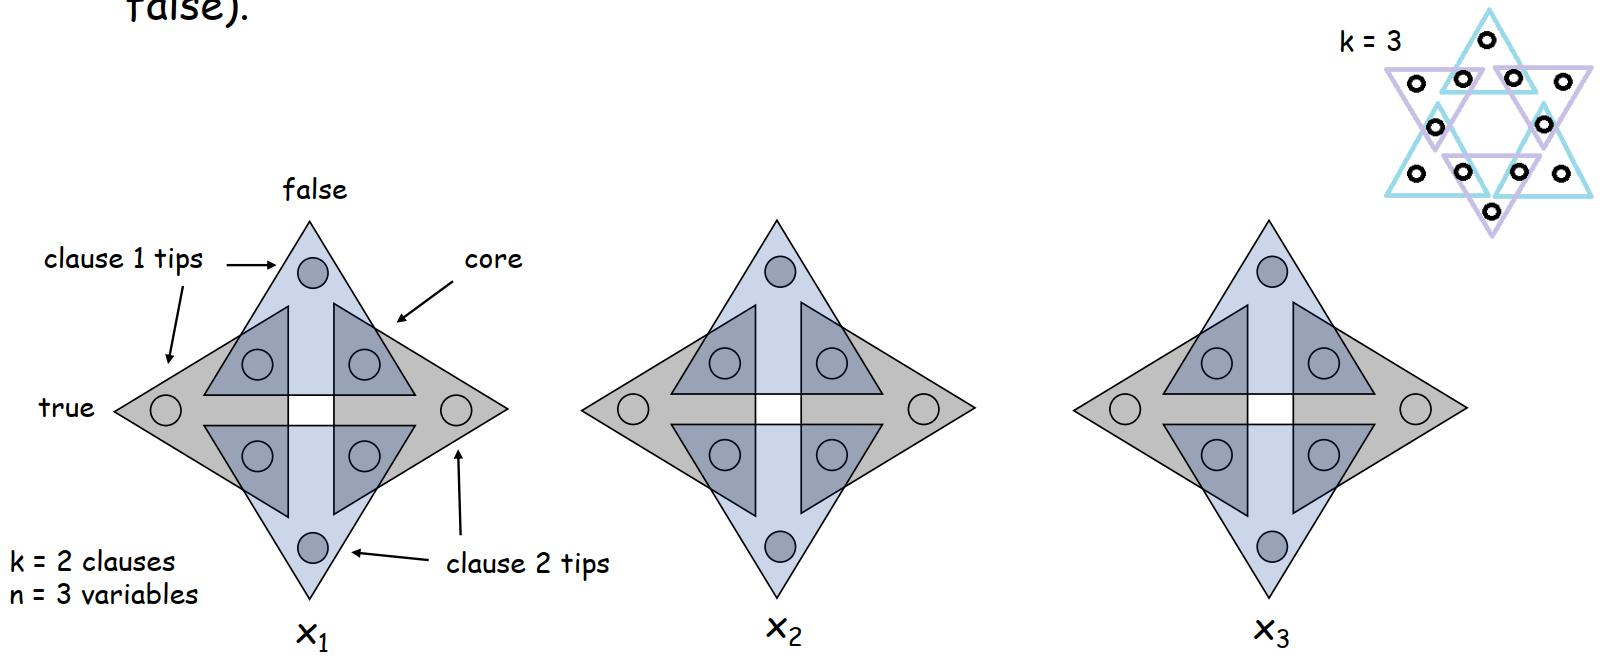 false).
k = 3
false
clause 1 tips
core
true
clause 2 tips
k = 2 clauses
n = 3 variables
x1
x2
x3